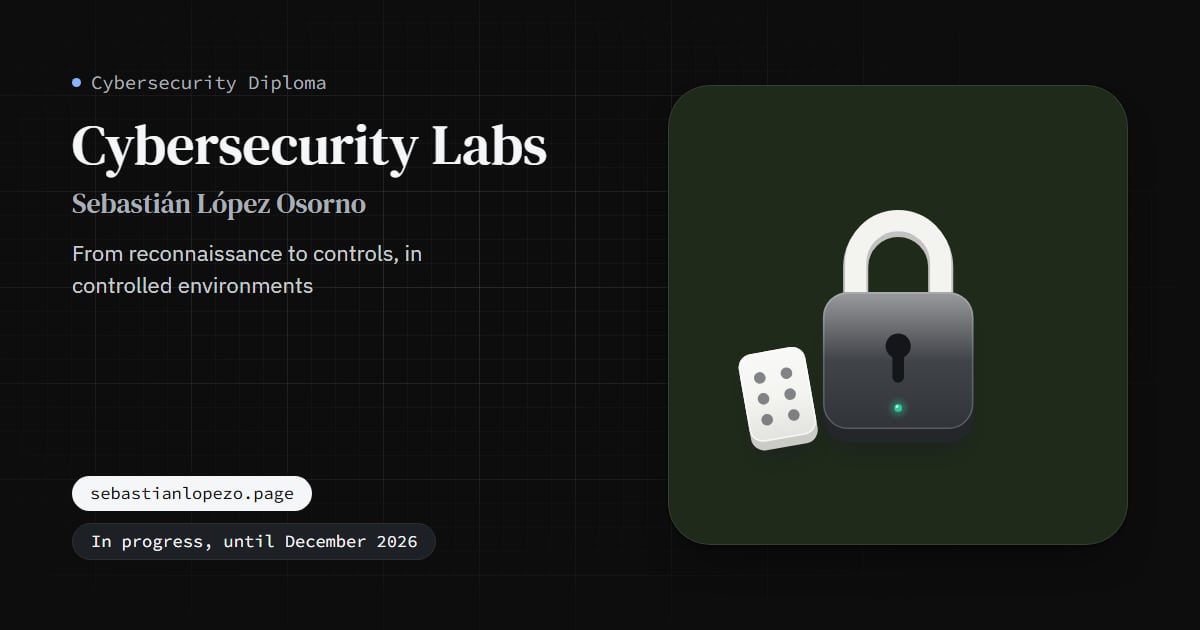 Cybersecurity Diploma
Cybersecurity Labs
Sebastián López Osorno
From reconnaissance to controls, in
controlled environments
sebastianlopezo.page
In progress, until December 2026